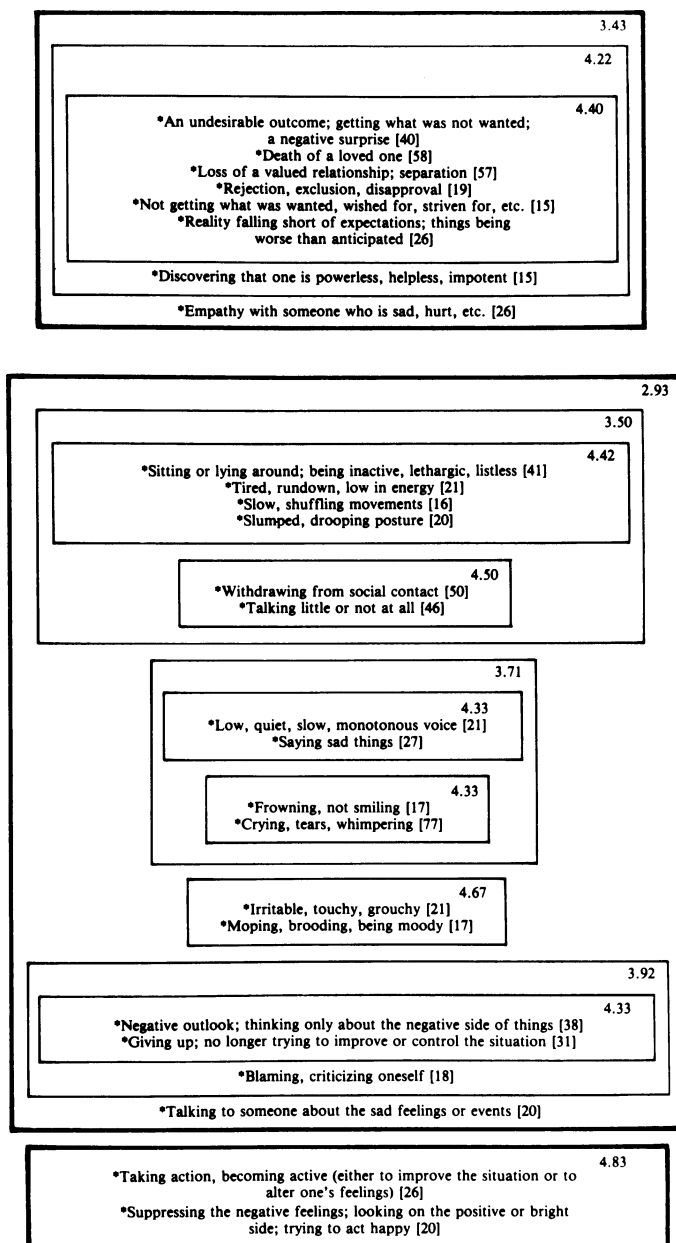 3.43
4.22
4.40
*An undesirable outcome; getting what was not wanted;
a negative surprise [40]
*Death of a loved one [58]
*Loss of a valued relationship; separation [57]
*Rejection, exclusion, disapproval [19]
*Not getting what was wanted, wished for, striven for, etc. [15]
*Reality falling short of expectations; things being
worse than anticipated [26]
*Discovering that one is powerless, helpless, impotent [15]
*Empathy with someone who is sad, hurt, etc. [26]
2.93
3.50
4.42
*Sitting or lying around; being inactive, lethargic, listless [41]
*Tired, rundown, low in energy [21]
*Slow, shuffling movements [16]
*Slumped, drooping posture [20]
4.50
*Withdrawing from social contact [50]
*Talking little or not at all [46]
3.71
4.33
*Low, quiet, slow, monotonous voice [21]
*Saying sad things [27]
4.33
*Frowning, not smiling [17]
*Crying, tears, whimpering [77]
4.67
*Irritable, touchy, grouchy [21]
*Moping, brooding, being moody [17]
3.92
4.33
*Negative outlook; thinking only about the negative side of things [38]
*Giving up; no longer trying to improve or control the situation [31]
*Blaming, criticizing oneself [18]
*Talking to someone about the sad feelings or events [20]
4.83
*Taking action, becoming active (either to improve the situation or to
alter one's feelings) [26]
*Suppressing the negative feelings; looking on the positive or bright
side; trying to act happy [20]